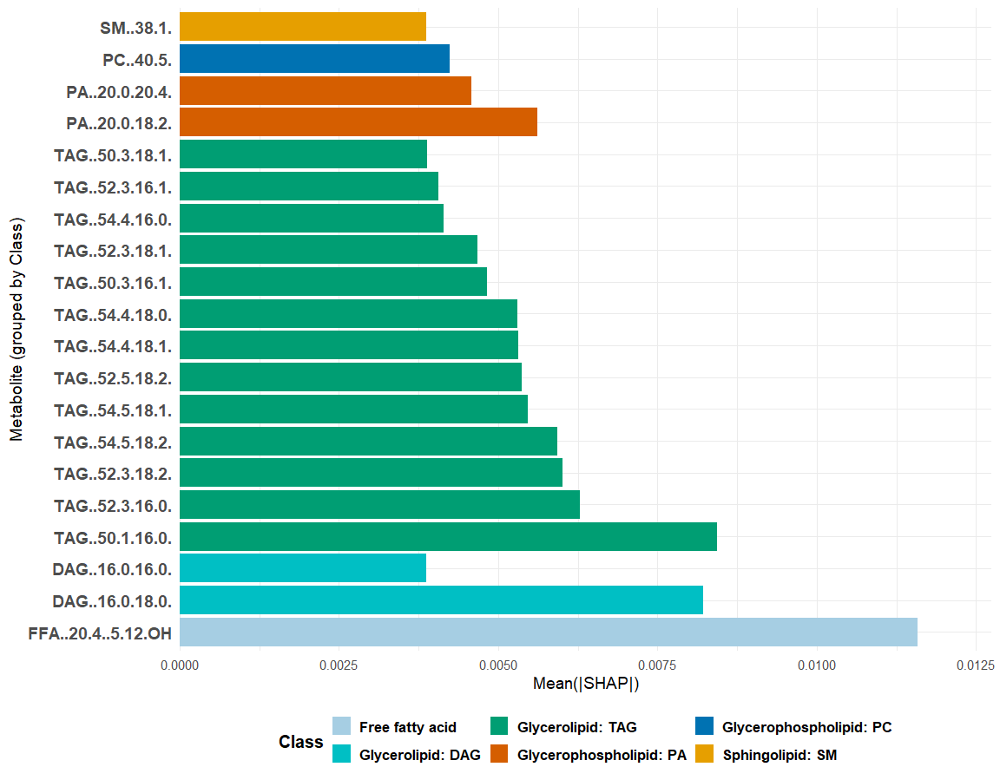 SM..38.1.
PC..40.5.
PA..20.0.20.4.
PA..20.0.18.2.
TAG..50.3.18.1.
TAG..52.3.16.1.
TAG..54.4.16.0.
TAG..52.3.18.1.
TAG..50.3.16.1.
TAG..54.4.18.0.
TAG..54.4.18.1.
TAG..52.5.18.2.
TAG..54.5.18.1.
TAG..54.5.18.2.
TAG..52.3.18.2.
TAG..52.3.16.0.
TAG..50.1.16.0.
DAG..16.0.16.0.
DAG..16.0.18.0.
FFA..20.4..5.12.OH
Metabolite (grouped by Class)
0.0000 0.0025 0.0050 0.0075 0.0100 0.0125
Mean(|SHAP|)
Class
Free fatty acid Glycerolipid: TAG Glycerophospholipid: PC
Glycerolipid: DAG Glycerophospholipid: PA Sphingolipid: SM